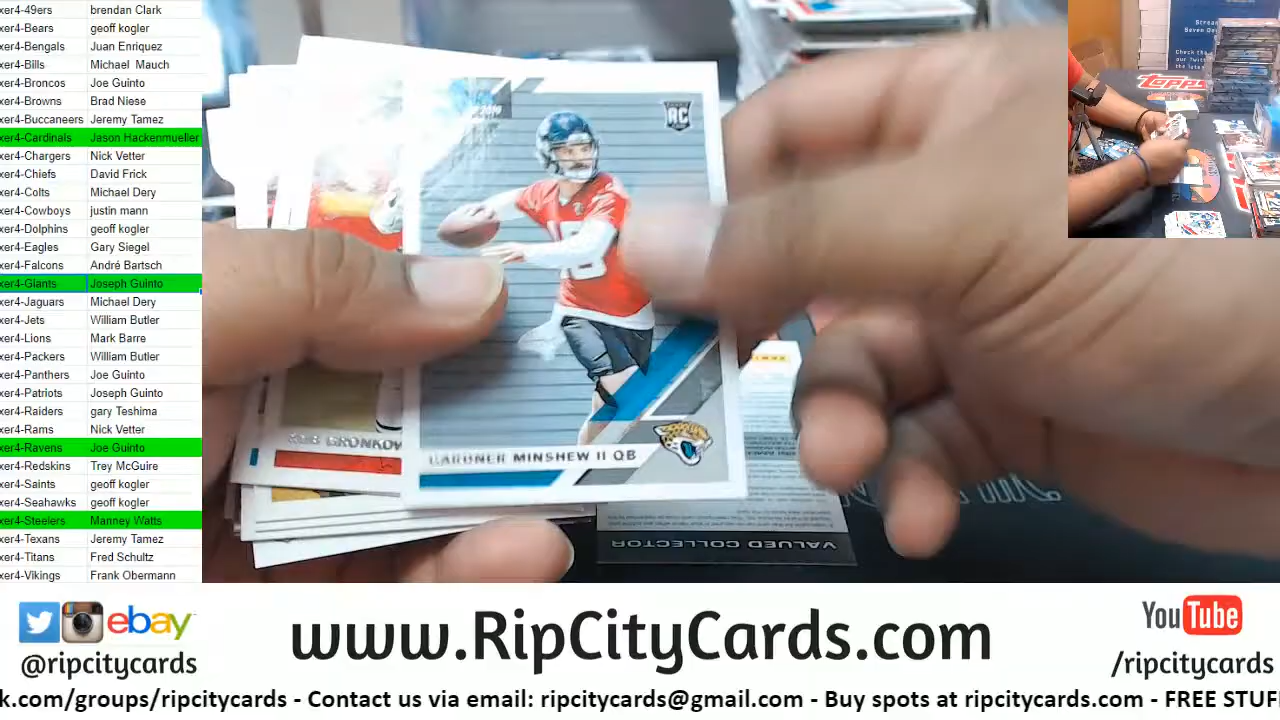 xer4-49ers brendan Clark
xer4-Bears geoff kogler
xer4-Bengals Juan Enriquez
xer4-Bills Michael Mauch
xer4-Broncos Joe Guinto
xer4-Browns Brad Niese
xer4-Buccaneers Jeremy Tamez
xer4-Cardinals Jason Hackenmueller
xer4-Chargers Nick Vetter
xer4-Chiefs David Frick
xer4-Colts Michael Dery
xer4-Cowboys justin mann
xer4-Dolphins geoff kogler
xer4-Eagles Gary Siegel
xer4-Falcons André Bartsch
xer4-Giants Joseph Guinto
xer4-Jaguars Michael Dery
xer4-Jets William Butler
xer4-Lions Mark Barre
xer4-Packers William Butler
xer4-Panthers Joe Guinto
xer4-Patriots Joseph Guinto
xer4-Raiders gary Teshima
xer4-Rams Nick Vetter
xer4-Ravens Joe Guinto
xer4-Redskins Trey McGuire
xer4-Saints geoff kogler
xer4-Seahawks geoff kogler
xer4-Steelers Manney Watts
xer4-Texans Jeremy Tamez
xer4-Titans Fred Schultz
xer4-Vikings Frank Obermann
RC
GARDNER MINSHEW II QB
ROB GRONKOW
VALUED COLLECTOR
Topps
Seven Da
Check the
ebay
@ripcitycards
www.RipCityCards.com
YouTube
/ripcitycards
k.com/groups/ripcitycards - Contact us via email: ripcitycards@gmail.com - Buy spots at ripcitycards.com - FREE STUF